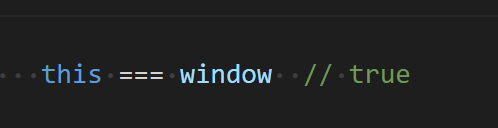 this === window  // true